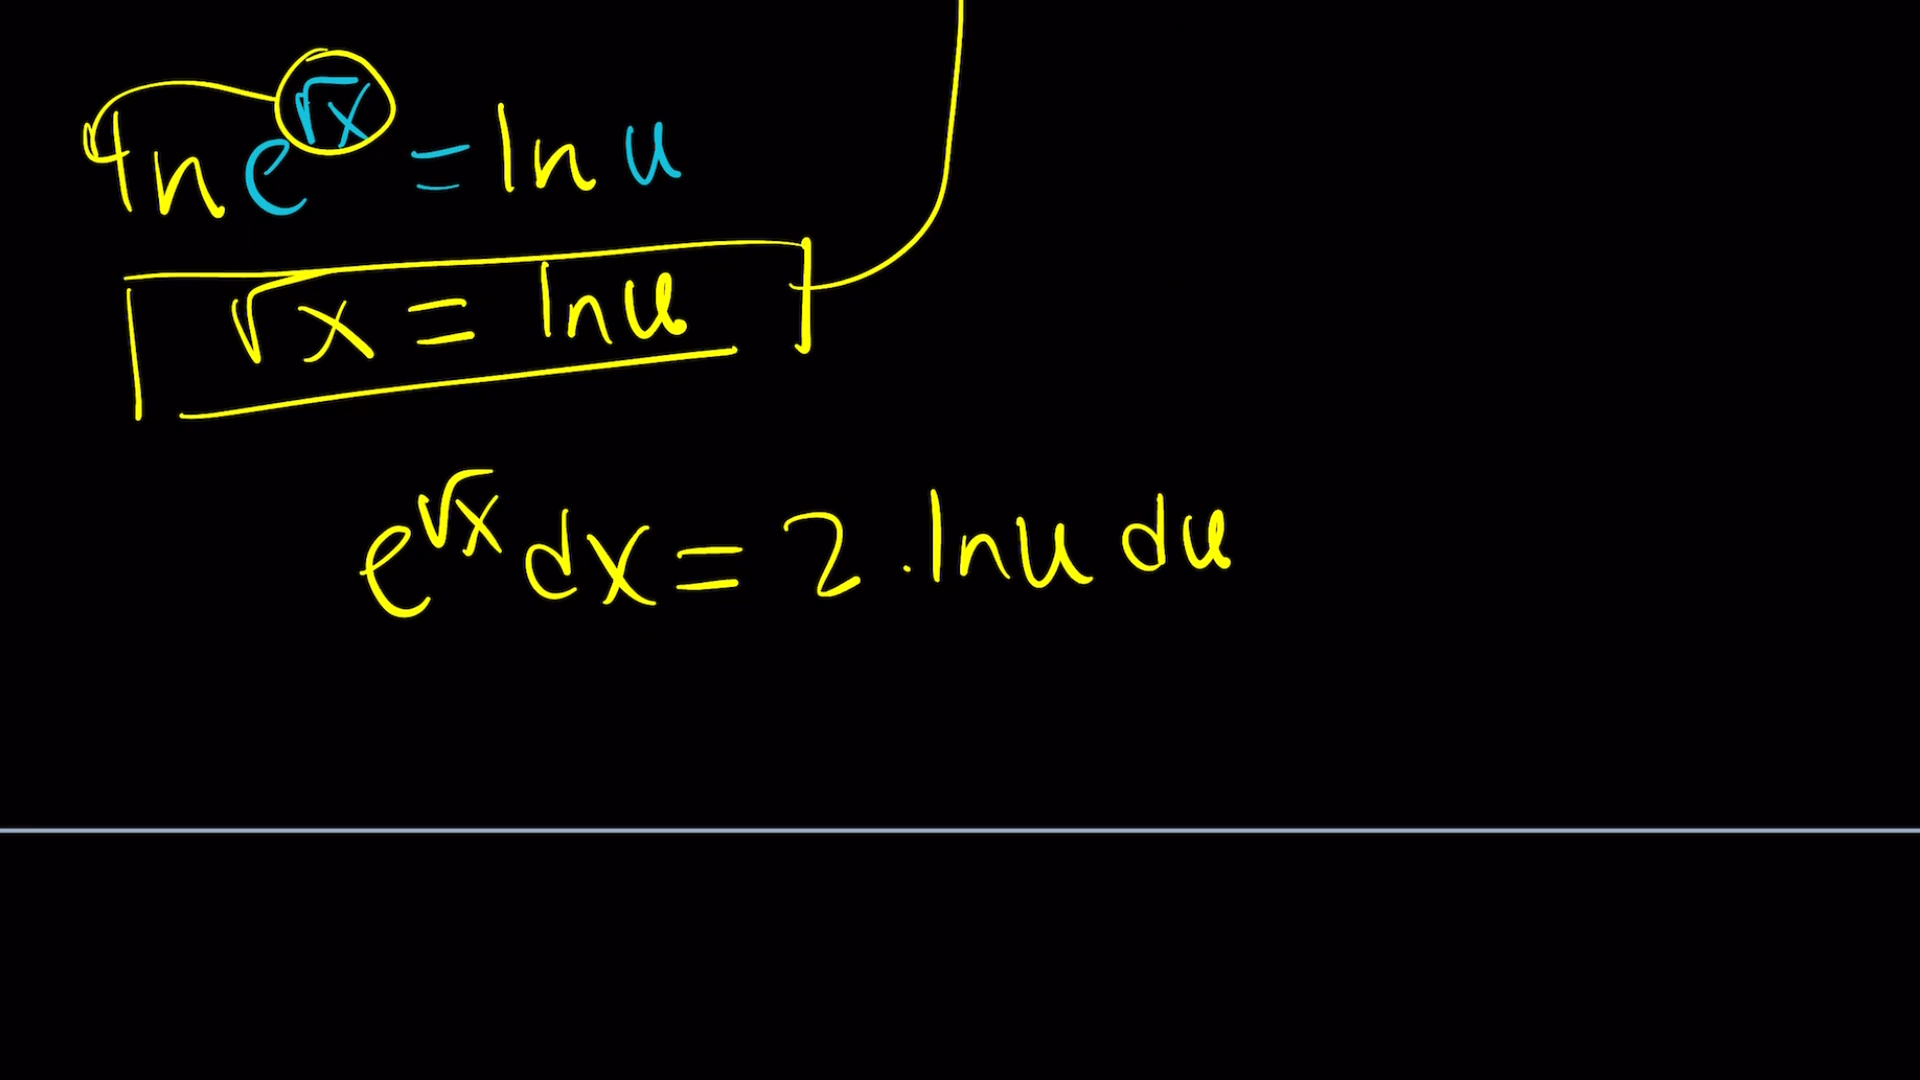 ln e^√x = ln u
√x = ln u
e^√x dx = 2 . ln u du